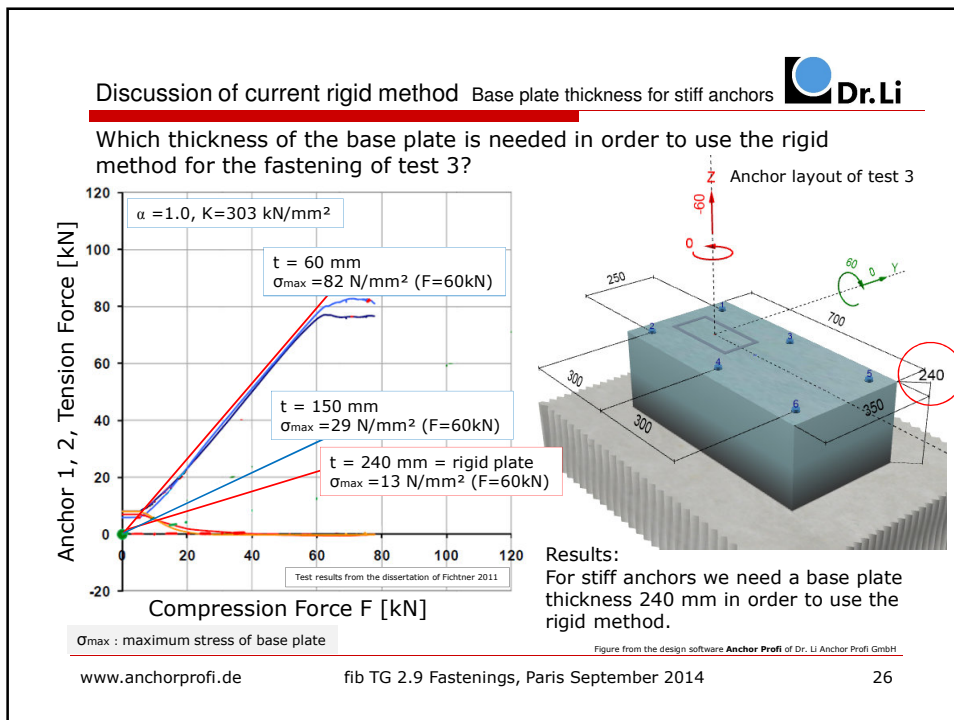 Discussion of current rigid method Base plate thickness for stiff anchors
Dr.Li
Which thickness of the base plate is needed in order to use the rigid
method for the fastening of test 3?
Anchor 1, 2, Tension Force [kN]
120
100
80
60
40
20
0
-20
0
20
40
60
80
100
120
α =1.0, K=303 kN/mm²
t = 60 mm
σmax =82 N/mm² (F=60kN)
t = 150 mm
σmax =29 N/mm² (F=60kN)
t = 240 mm = rigid plate
σmax =13 N/mm² (F=60kN)
Test results from the dissertation of Fichtner 2011
Compression Force F [kN]
σmax : maximum stress of base plate
Anchor layout of test 3
Z
-60
0
60
0
Y
250
700
1
2
3
4
5
6
300
300
350
240
Results:
For stiff anchors we need a base plate
thickness 240 mm in order to use the
rigid method.
Figure from the design software Anchor Profi of Dr. Li Anchor Profi GmbH
www.anchorprofi.de
fib TG 2.9 Fastenings, Paris September 2014
26